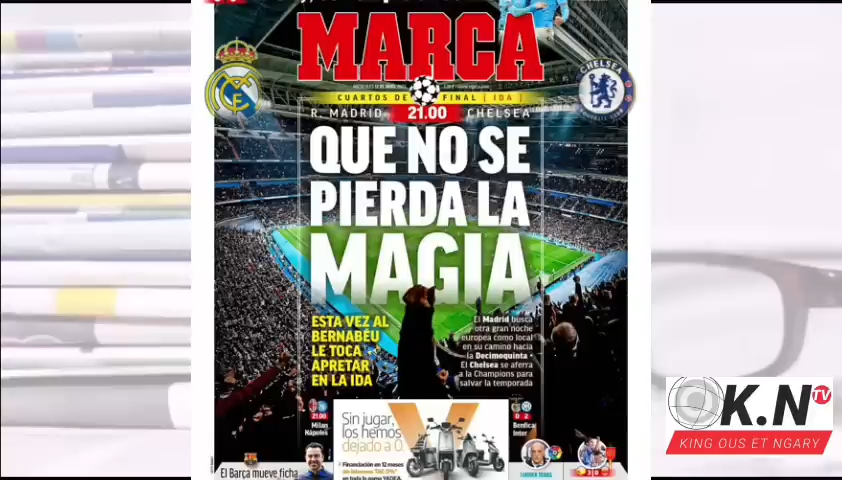 MARCA
CUARTOS DE FINAL | IDA |
R. MADRID 21.00 CHELSEA
CHELSEA
QUE NO SE
PIERDA LA
MAGIA
ESTA VEZ AL
BERNABÉU
LE TOCA
APRETAR
EN LA IDA
El Madrid busca
otra gran noche
europea como local
en su camino hacia
la Decimoquinta •
El Chelsea se aferra
a la Champions para
salvar la temporada
21.00
Milan
Nápoles
Sin jugar,
los hemos
dejado a 0.
Financiación en 12 meses
0 2
Benfica
Inter
El Barça mueve ficha
K.N TV
KING OUS ET NGARY